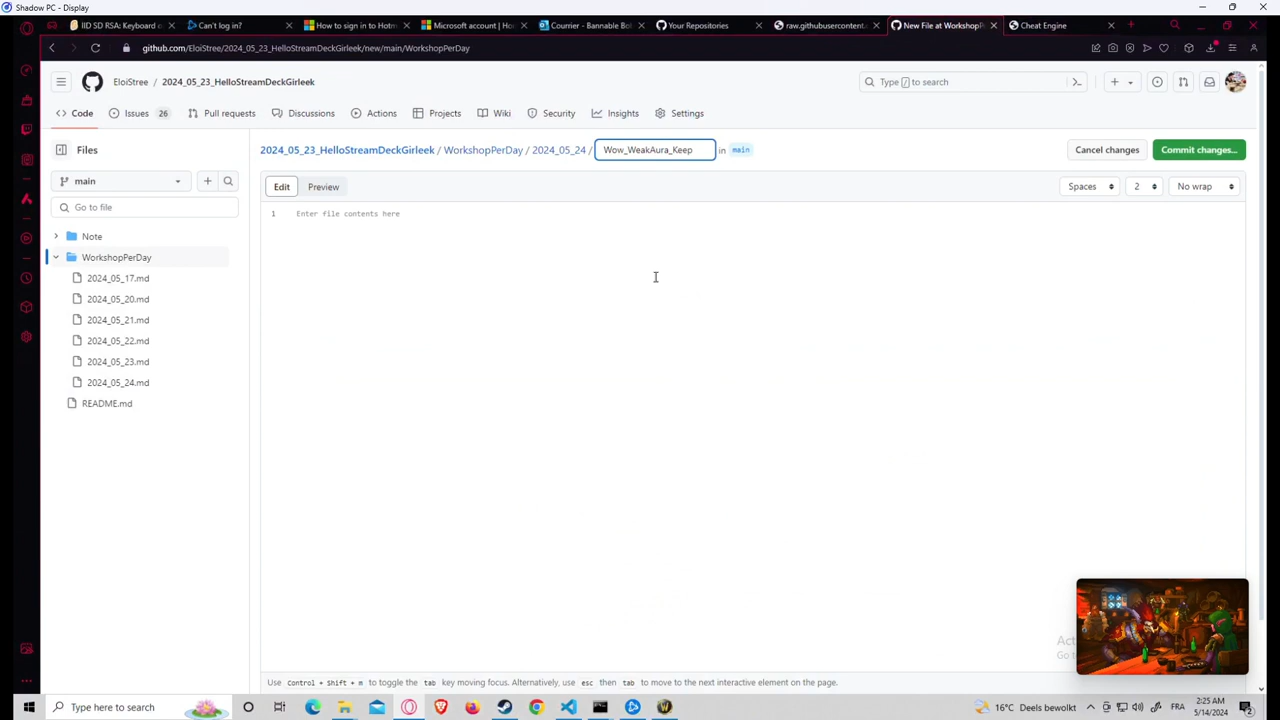 Shadow PC - Display
IID SD RSA: Keyboard e
Can't log in?
How to sign in to Hotm
Microsoft account | Ho
Courrier - Bannable Bo
Your Repositories
raw.githubusercontent.
New File at WorkshopP
Cheat Engine
github.com/EloiStree/2024_05_23_HelloStreamDeckGirleek/new/main/WorkshopPerDay
EloiStree / 2024_05_23_HelloStreamDeckGirleek
Type / to search
Code
Issues 26
Pull requests
Discussions
Actions
Projects
Wiki
Security
Insights
Settings
Files
2024_05_23_HelloStreamDeckGirleek / WorkshopPerDay / 2024_05_24 / Wow_WeakAura_Keep in main
Cancel changes
Commit changes...
main
Edit
Preview
Spaces
2
No wrap
Go to file
1 Enter file contents here
Note
WorkshopPerDay
2024_05_17.md
2024_05_20.md
2024_05_21.md
2024_05_22.md
2024_05_23.md
2024_05_24.md
README.md
Use Control + Shift + m to toggle the tab key moving focus. Alternatively, use esc then tab to move to the next interactive element on the page.
Type here to search
16°C Deels bewolkt
FRA
2:25 AM
5/14/2024
2